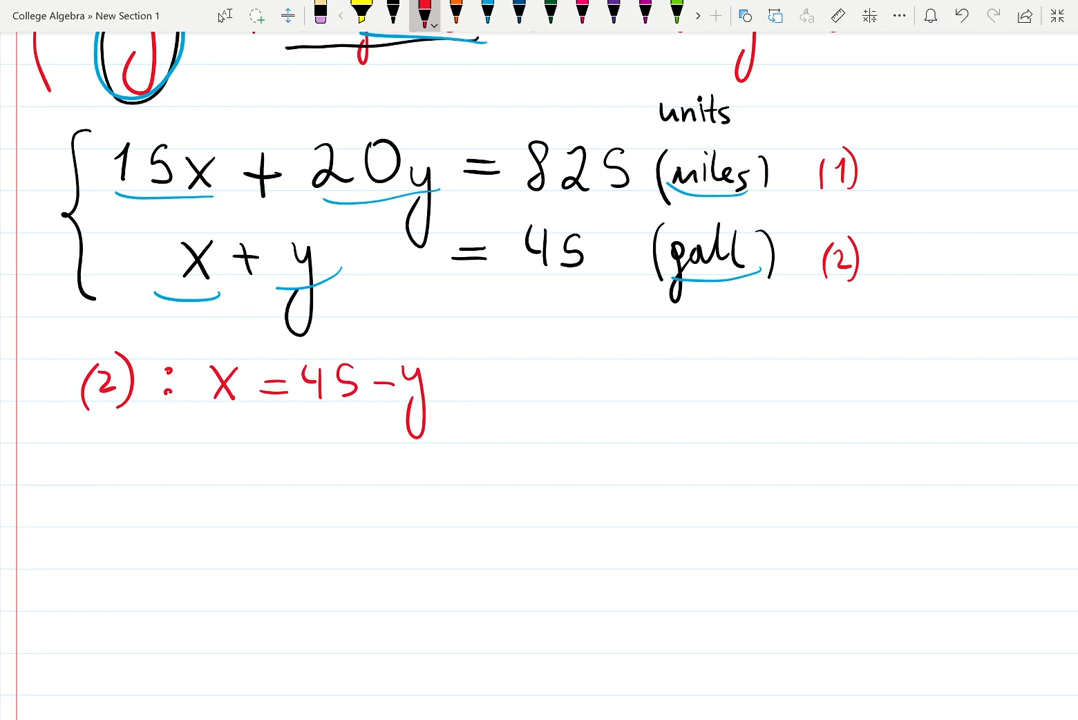 College Algebra » New Section 1
units
15x + 20y = 825 (miles) (1)
x + y = 45 (gall) (2)
(2) : x = 45 - y